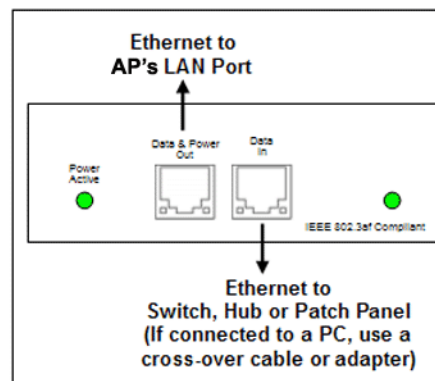 Ethernet to
AP's LAN Port
Data & Power
Out
Data
In
Power
Active
IEEE 802.3af Compliant
Ethernet to
Switch, Hub or Patch Panel
(If connected to a PC, use a
cross-over cable or adapter)